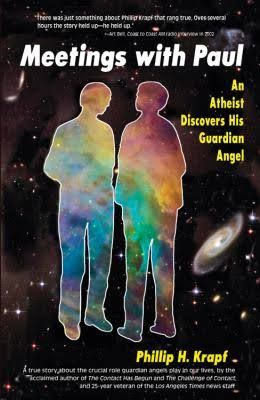 "There was just something about Phillip Krapf that rang true. Over several
hours the story held up—he held up."
—Art Bell, Coast to Coast AM radio interview in 2002
Meetings with Paul
An
Atheist
Discovers His
Guardian
Angel
Phillip H. Krapf
A true story about the crucial role guardian angels play in our lives, by the
acclaimed author of The Contact Has Begun and The Challenge of Contact,
and 25-year veteran of the Los Angeles Times news staff